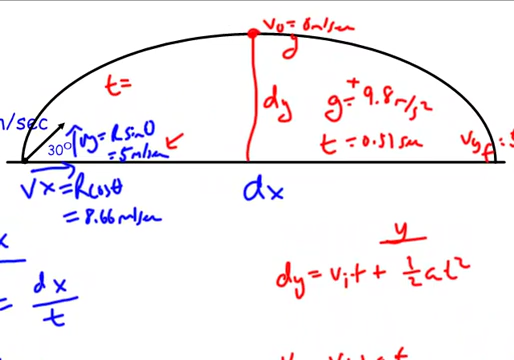 v₀ = 0 m/sec
g
t =
dy
g = +9.8 m/s²
t = 0.51 sec
m/sec
30°
vy = R sin θ
= 5 m/sec
vx = R cos θ
= 8.66 m/sec
dx
x
= dx/t
y
dy = vᵢt + ½at²